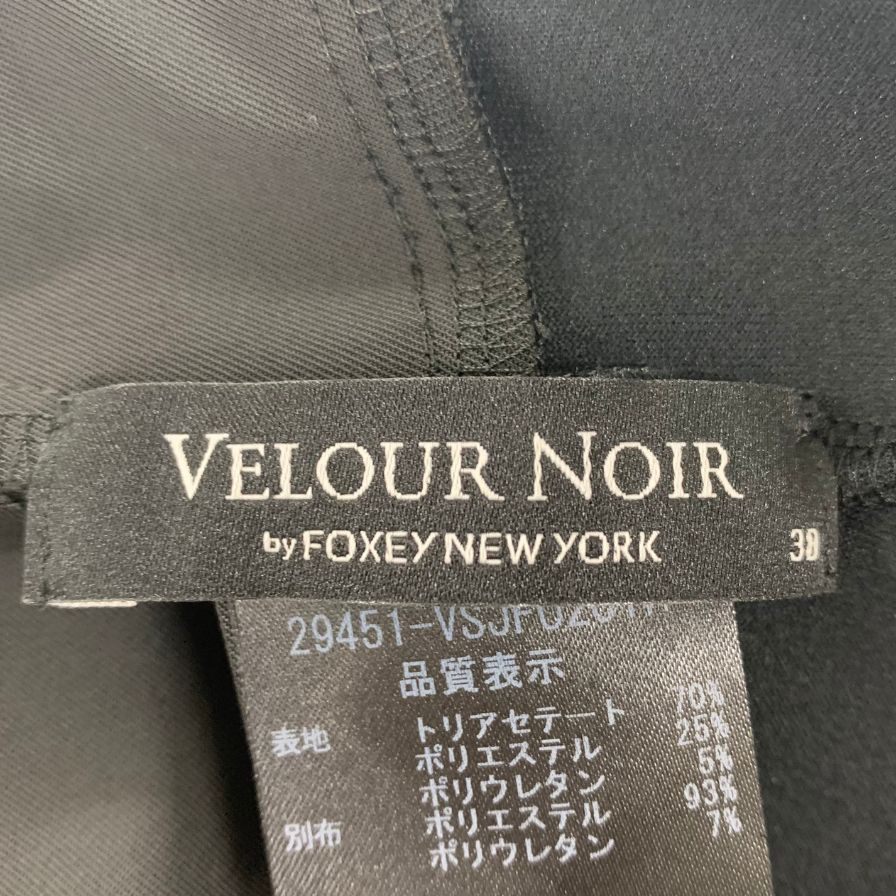 VELOUR NOIR
by FOXEY NEW YORK
38
品質表示
表地 トリアセテート 70%
ポリエステル 25%
ポリウレタン 5%
別布 ポリエステル 93%
ポリウレタン 7%